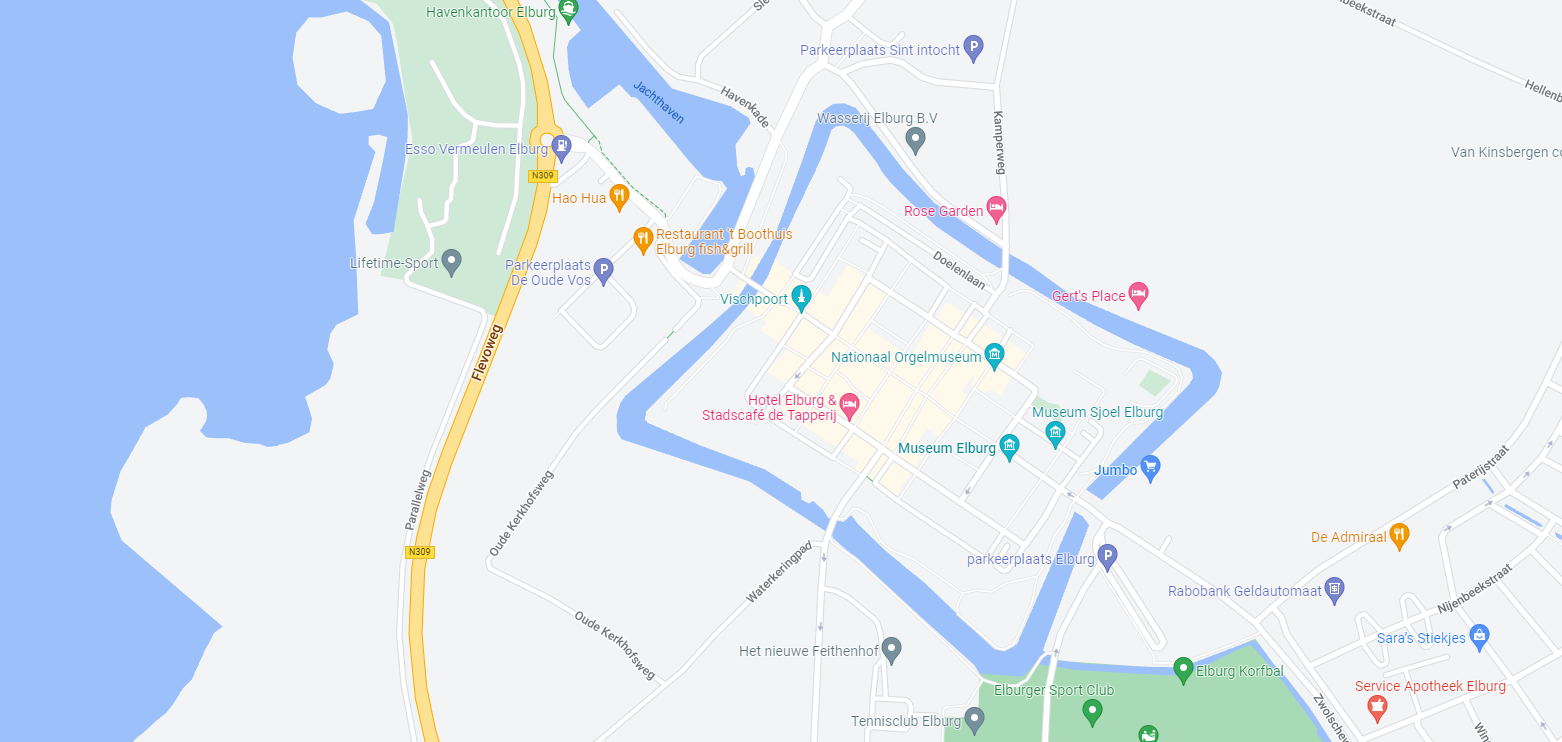 Havenkantoor Elburg
Parkeerplaats Sint intocht
Jachthaven
Havenkade
Wasserij Elburg B.V
Kamperweg
Van Kinsbergen
Esso Vermeulen Elburg
N309
Hao Hua
Rose Garden
Restaurant 't Boothuis
Elburg fish&grill
Lifetime-Sport
Parkeerplaats
De Oude Vos
Doelenlaan
Vischpoort
Gert's Place
Flevoweg
Nationaal Orgelmuseum
Hotel Elburg &
Stadscafé de Tapperij
Museum Sjoel Elburg
Museum Elburg
Jumbo
Paterijstraat
Parallelweg
Oude Kerkhofsweg
De Admiraal
N309
Waterkeringpad
parkeerplaats Elburg
Rabobank Geldautomaat
Nijenbeekstraat
Oude Kerkhofsweg
Sara's Stiekjes
Het nieuwe Feithenhof
Elburg Korfbal
Elburger Sport Club
Service Apotheek Elburg
Tennisclub Elburg